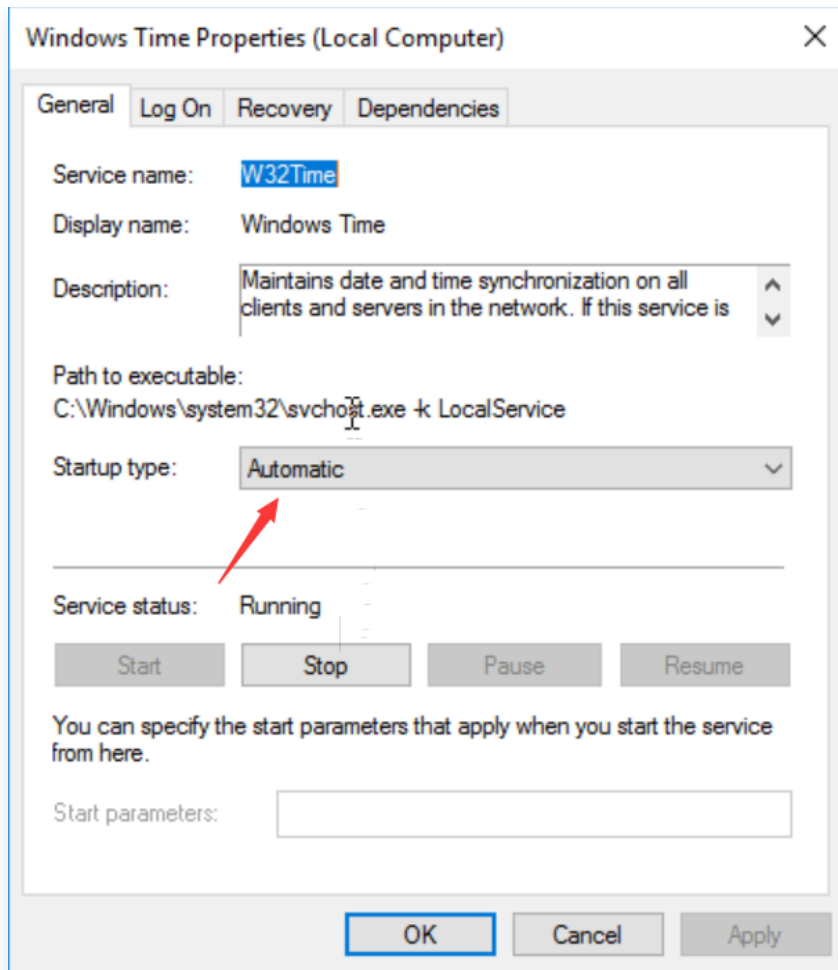 Windows Time Properties (Local Computer)
General Log On Recovery Dependencies
Service name: W32Time
Display name: Windows Time
Description: Maintains date and time synchronization on all
clients and servers in the network. If this service is
Path to executable:
C:\Windows\system32\svchost.exe -k LocalService
Startup type: Automatic
Service status: Running
Start Stop Pause Resume
You can specify the start parameters that apply when you start the service
from here.
Start parameters:
OK Cancel Apply